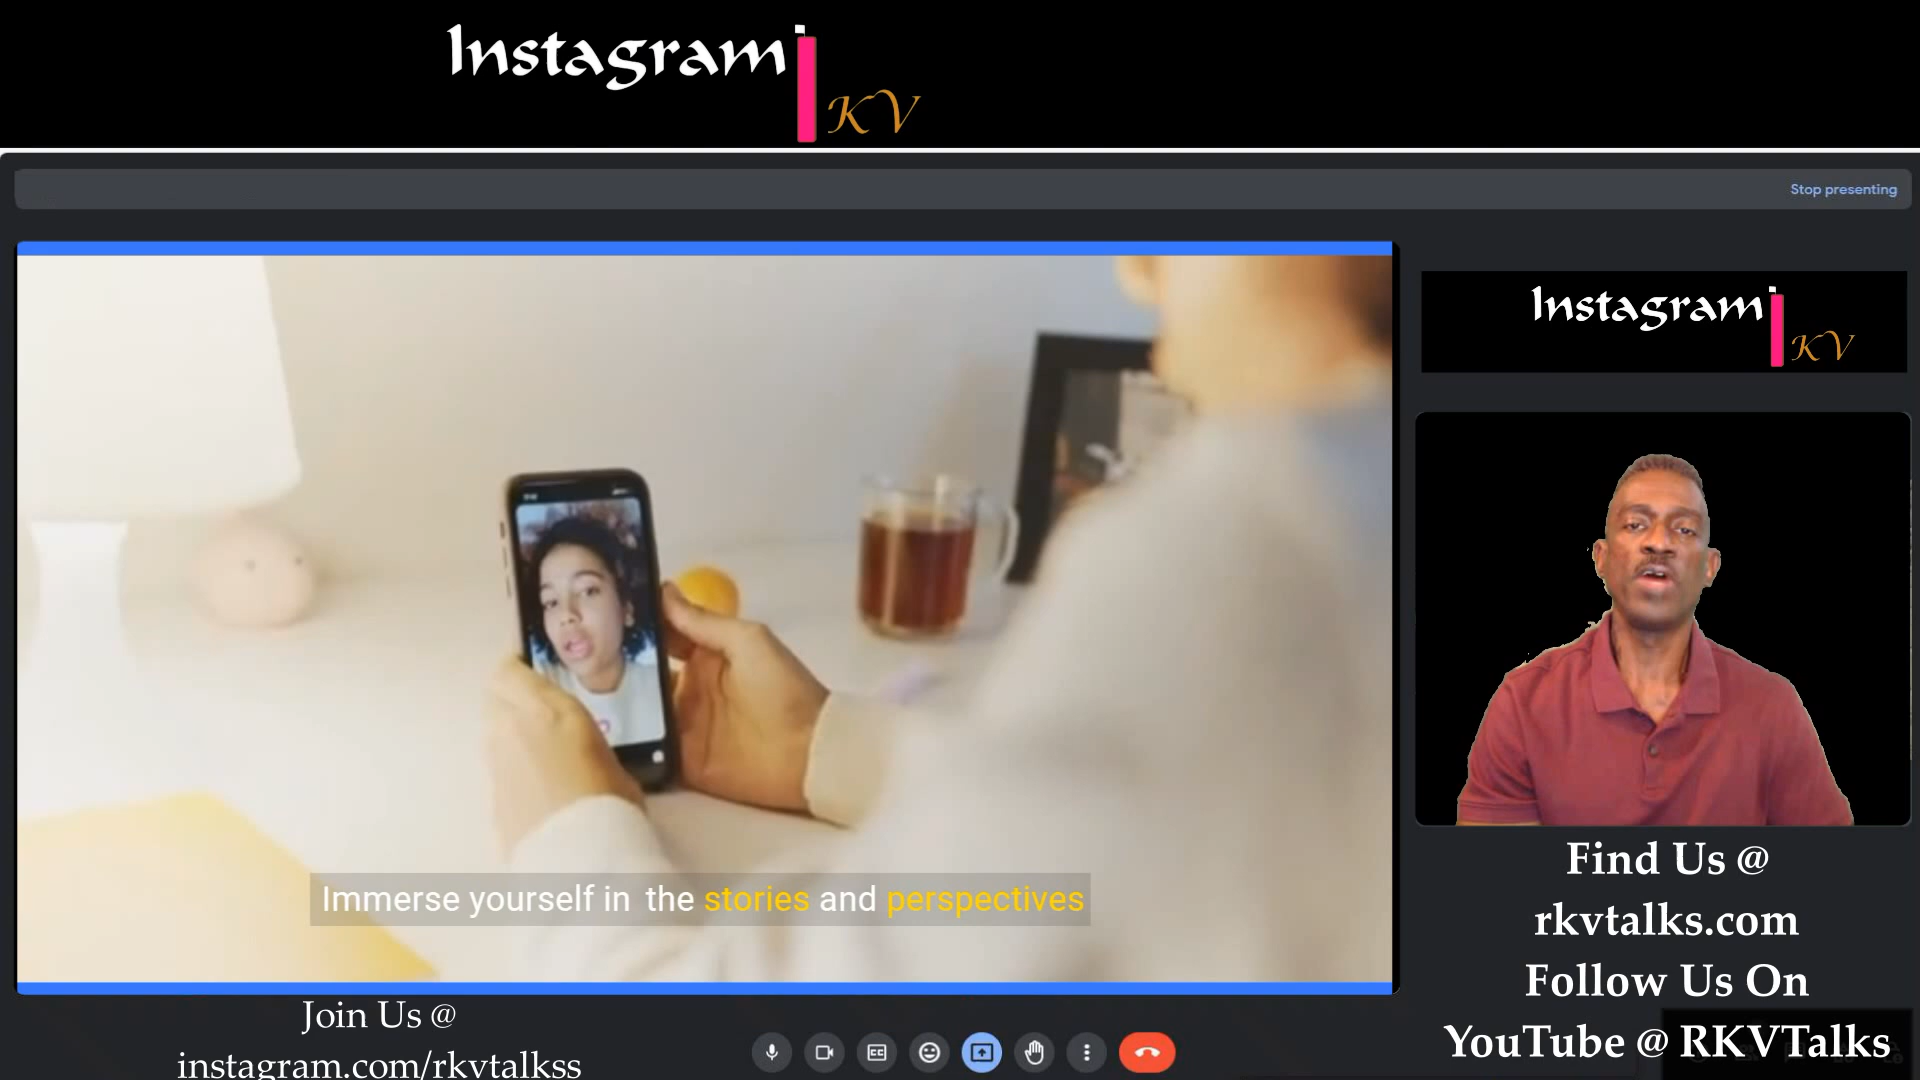 Instagram
KV
Stop presenting
Instagram
KV
Immerse yourself in the stories and perspectives
Find Us @
rkvtalks.com
Follow Us On
YouTube @ RKVTalks
Join Us @
instagram.com/rkvtalkss
CC